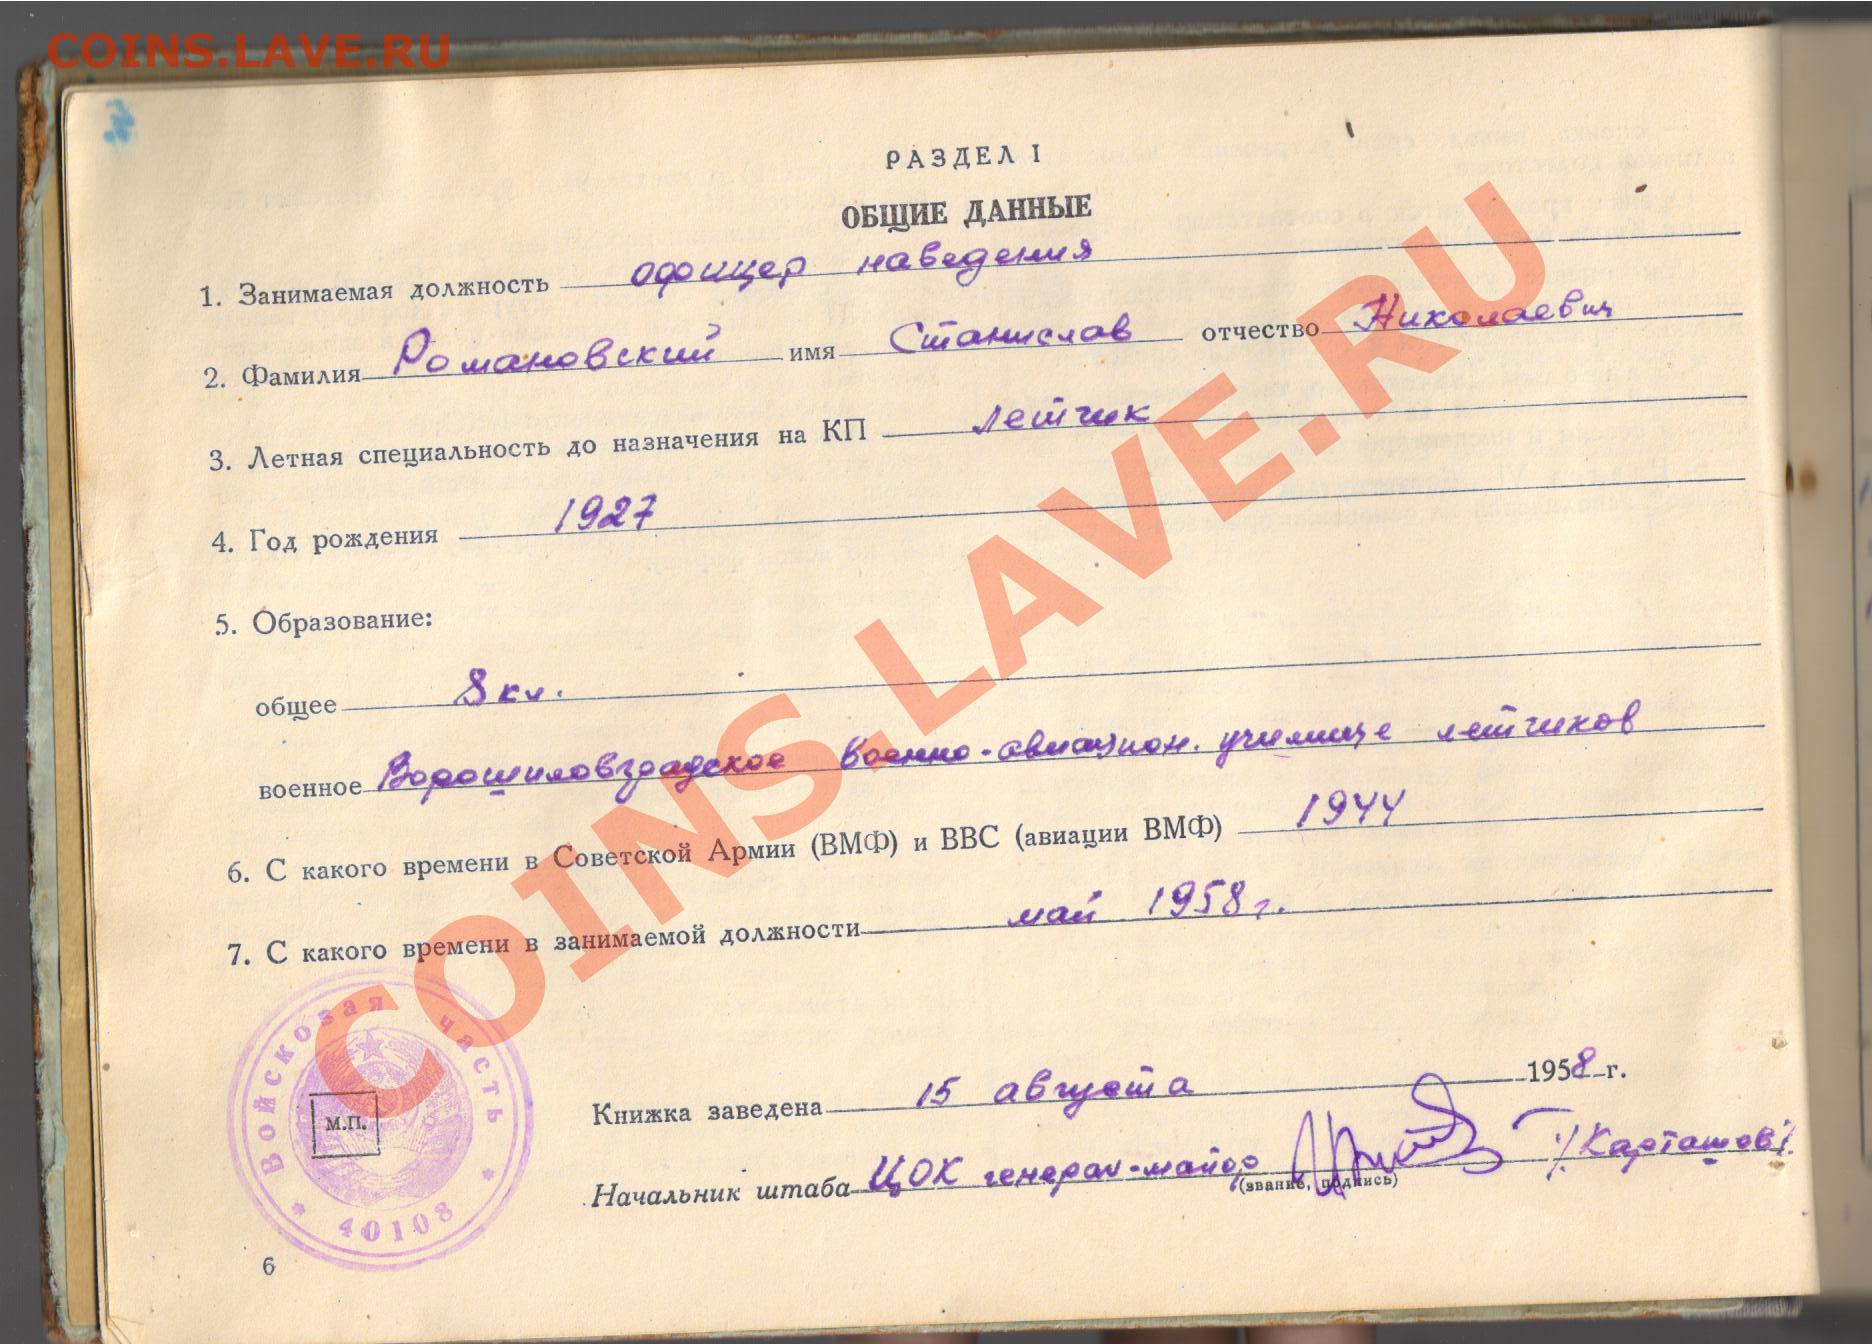 COINS.LAVE.RU
РАЗДЕЛ I
ОБЩИЕ ДАННЫЕ
1. Занимаемая должность офицер наведения
2. Фамилия Романовский имя Станислав отчество Николаевич
3. Летная специальность до назначения на КП летчик
4. Год рождения 1927
5. Образование:
общее 8 кл.
военное Ворошиловградское военно-авиацион. училище летчиков
6. С какого времени в Советской Армии (ВМФ) и ВВС (авиации ВМФ) 1944
7. С какого времени в занимаемой должности май 1958 г.
Войсковая часть
М.П.
* 40108 *
Книжка заведена 15 августа 1958 г.
Начальник штаба ЦОК генерал-майор /Карташов/.
(звание, подпись)
6
COINS.LAVE.RU